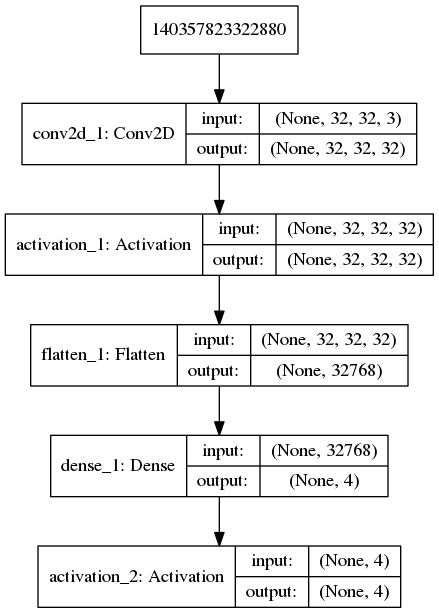 140357823322880
conv2d_1: Conv2D
input:
(None, 32, 32, 3)
output:
(None, 32, 32, 32)
activation_1: Activation
input:
(None, 32, 32, 32)
output:
(None, 32, 32, 32)
flatten_1: Flatten
input:
(None, 32, 32, 32)
output:
(None, 32768)
dense_1: Dense
input:
(None, 32768)
output:
(None, 4)
activation_2: Activation
input:
(None, 4)
output:
(None, 4)